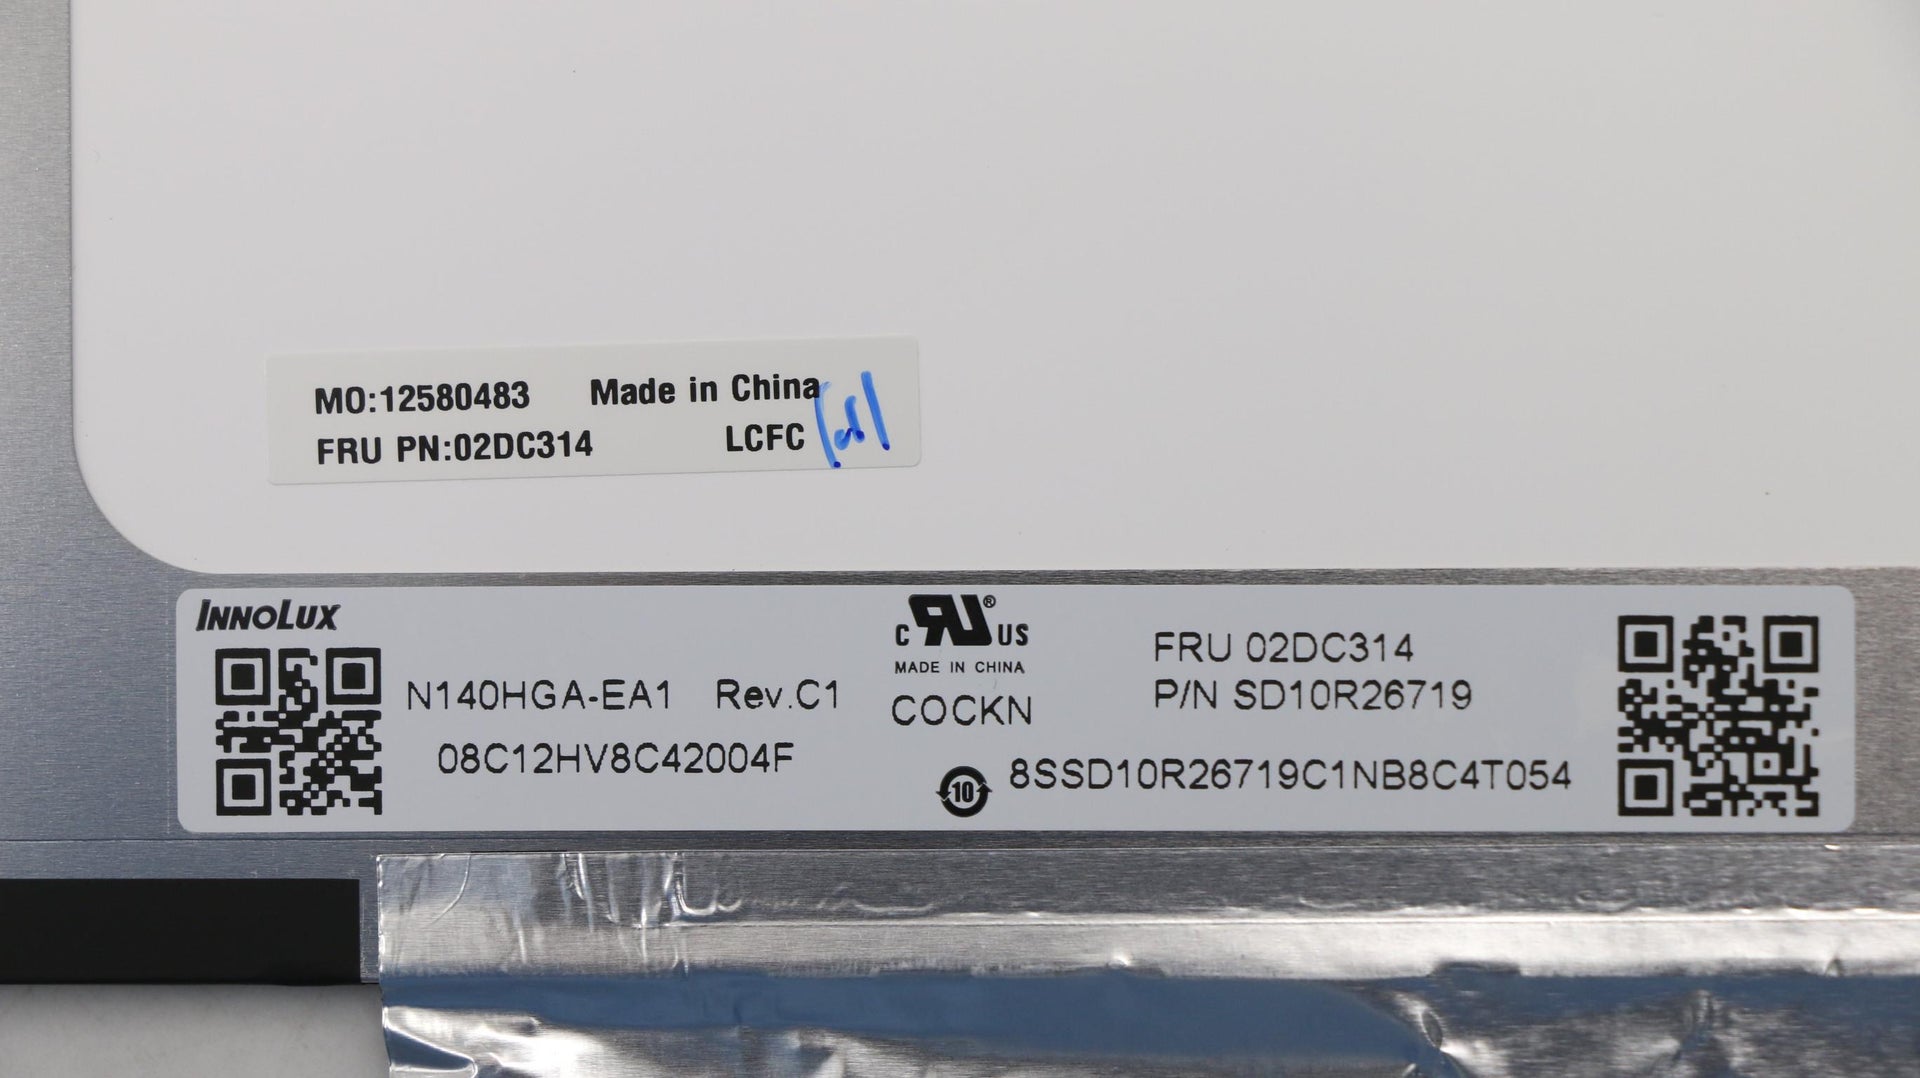 MO:12580483 Made in China
FRU PN:02DC314 LCFC
INNOLUX
N140HGA-EA1 Rev.C1
08C12HV8C42004F
C RU® US
MADE IN CHINA
COCKN
10
FRU 02DC314
P/N SD10R26719
8SSD10R26719C1NB8C4T054